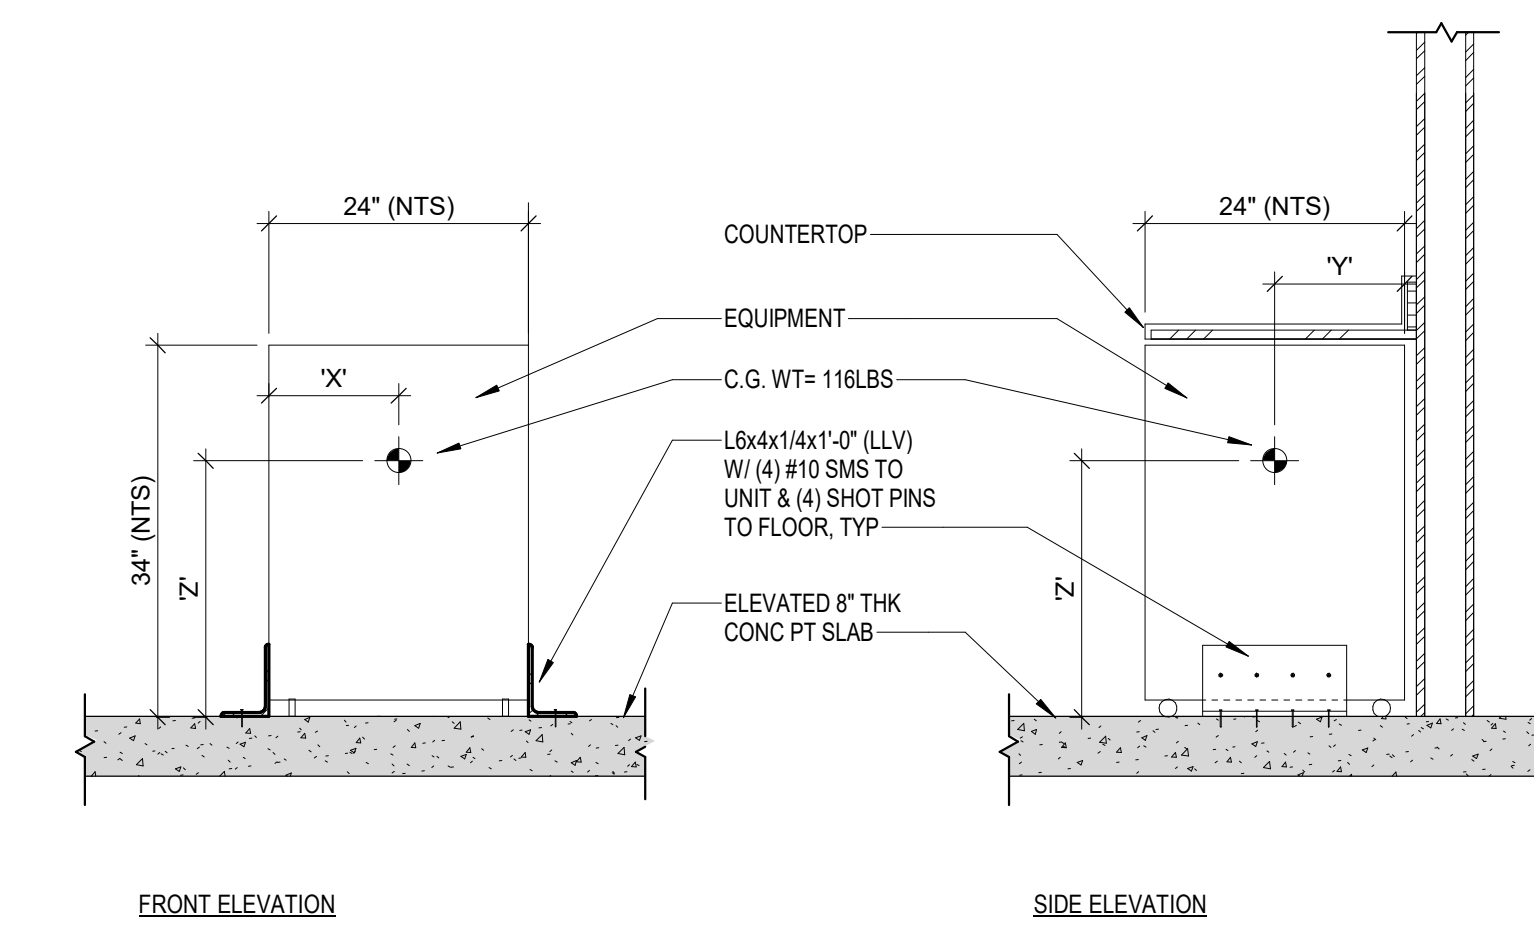 24" (NTS)
'X'
34" (NTS)
'Z'
COUNTERTOP
EQUIPMENT
C.G. WT= 116LBS
L6x4x1/4x1'-0" (LLV)
W/ (4) #10 SMS TO
UNIT & (4) SHOT PINS
TO FLOOR, TYP
ELEVATED 8" THK
CONC PT SLAB
24" (NTS)
'Y'
'Z'
FRONT ELEVATION
SIDE ELEVATION